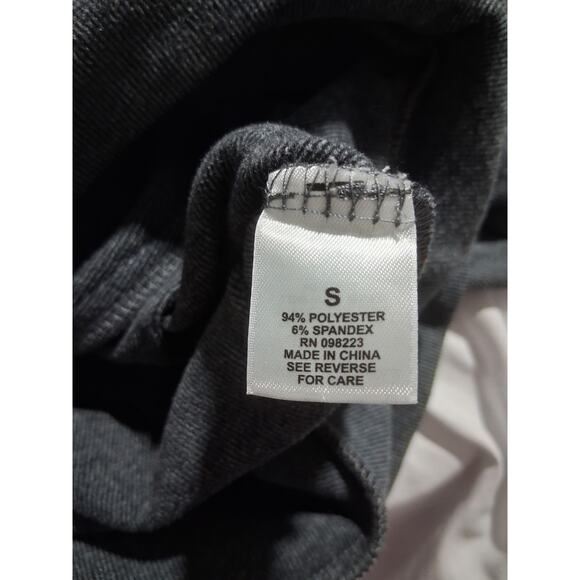 S
94% POLYESTER
6% SPANDEX
RN 098223
MADE IN CHINA
SEE REVERSE
FOR CARE